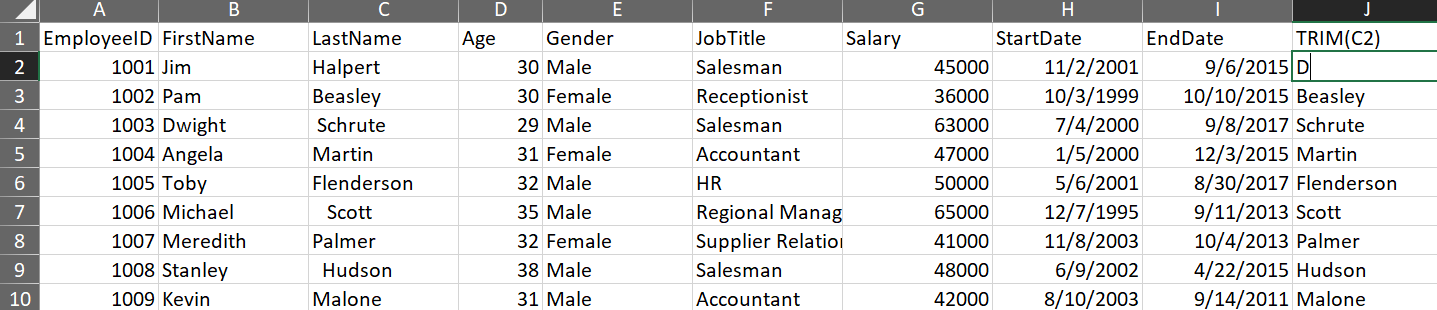 A B C D E F G H I J
1 EmployeeID FirstName LastName Age Gender JobTitle Salary StartDate EndDate TRIM(C2)
2 1001 Jim Halpert 30 Male Salesman 45000 11/2/2001 9/6/2015 D
3 1002 Pam Beasley 30 Female Receptionist 36000 10/3/1999 10/10/2015 Beasley
4 1003 Dwight Schrute 29 Male Salesman 63000 7/4/2000 9/8/2017 Schrute
5 1004 Angela Martin 31 Female Accountant 47000 1/5/2000 12/3/2015 Martin
6 1005 Toby Flenderson 32 Male HR 50000 5/6/2001 8/30/2017 Flenderson
7 1006 Michael Scott 35 Male Regional Manag 65000 12/7/1995 9/11/2013 Scott
8 1007 Meredith Palmer 32 Female Supplier Relatio 41000 11/8/2003 10/4/2013 Palmer
9 1008 Stanley Hudson 38 Male Salesman 48000 6/9/2002 4/22/2015 Hudson
10 1009 Kevin Malone 31 Male Accountant 42000 8/10/2003 9/14/2011 Malone